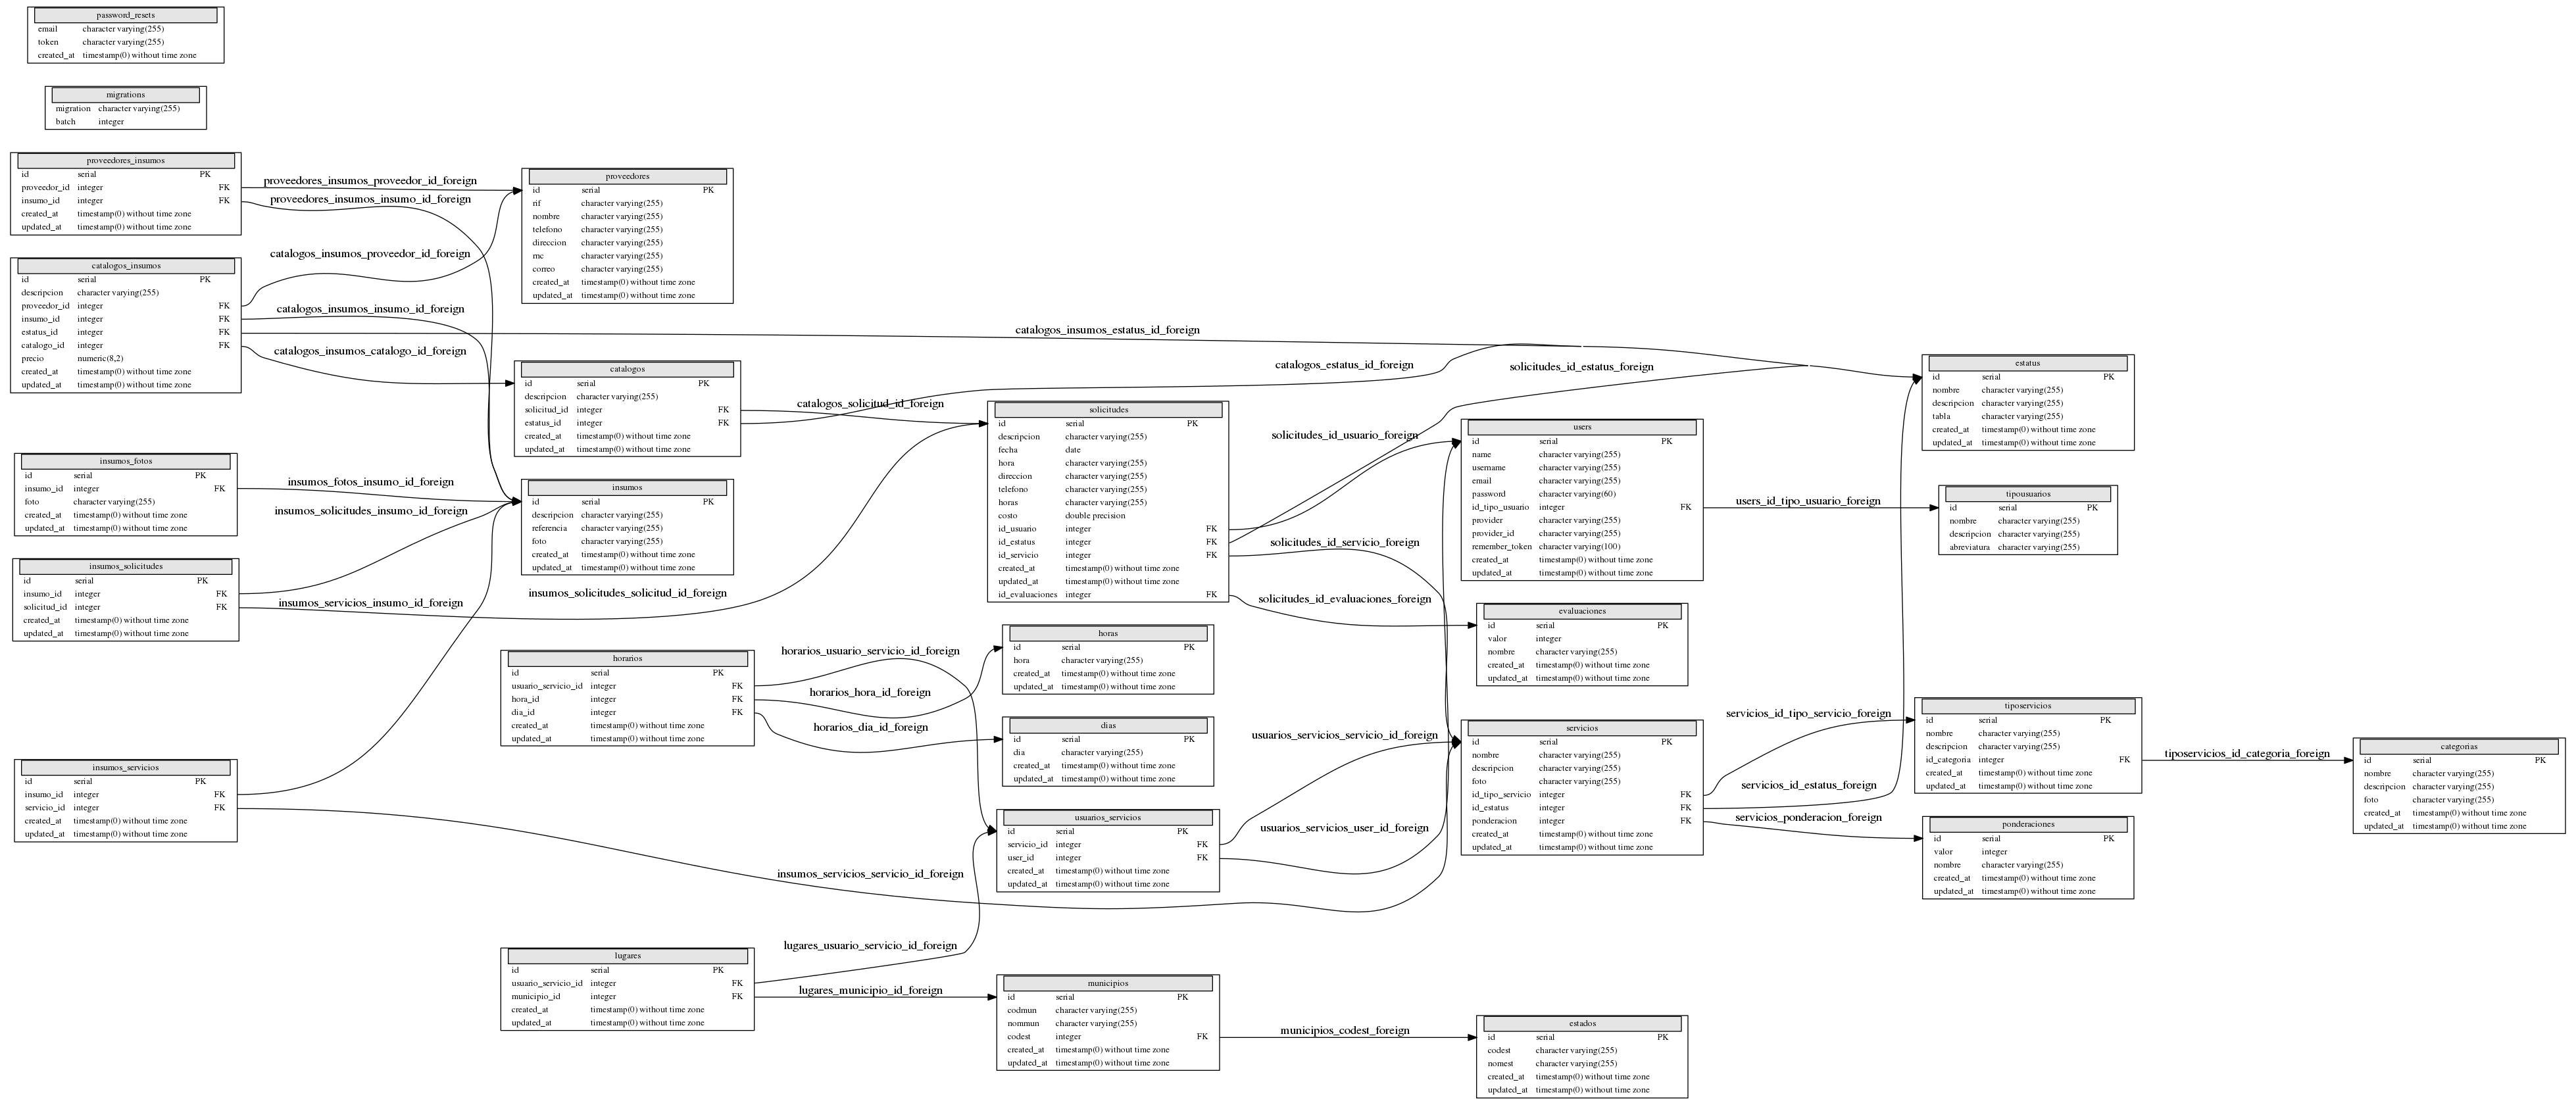 password_resets
email character varying(255)
token character varying(255)
created_at timestamp(0) without time zone
migrations
migration character varying(255)
batch integer
proveedores_insumos
id serial PK
proveedor_id integer FK
insumo_id integer FK
created_at timestamp(0) without time zone
updated_at timestamp(0) without time zone
catalogos_insumos
id serial PK
descripcion character varying(255)
proveedor_id integer FK
insumo_id integer FK
estatus_id integer FK
catalogo_id integer FK
precio numeric(8,2)
created_at timestamp(0) without time zone
updated_at timestamp(0) without time zone
insumos_fotos
id serial PK
insumo_id integer FK
foto character varying(255)
created_at timestamp(0) without time zone
updated_at timestamp(0) without time zone
insumos_solicitudes
id serial PK
insumo_id integer FK
solicitud_id integer FK
created_at timestamp(0) without time zone
updated_at timestamp(0) without time zone
insumos_servicios
id serial PK
insumo_id integer FK
servicio_id integer FK
created_at timestamp(0) without time zone
updated_at timestamp(0) without time zone
proveedores_insumos_proveedor_id_foreign
proveedores_insumos_insumo_id_foreign
catalogos_insumos_proveedor_id_foreign
catalogos_insumos_insumo_id_foreign
catalogos_insumos_catalogo_id_foreign
insumos_fotos_insumo_id_foreign
insumos_solicitudes_insumo_id_foreign
insumos_servicios_insumo_id_foreign
proveedores
id serial PK
rif character varying(255)
nombre character varying(255)
telefono character varying(255)
direccion character varying(255)
rnc character varying(255)
correo character varying(255)
created_at timestamp(0) without time zone
updated_at timestamp(0) without time zone
catalogos
id serial PK
descripcion character varying(255)
solicitud_id integer FK
estatus_id integer FK
created_at timestamp(0) without time zone
updated_at timestamp(0) without time zone
insumos
id serial PK
descripcion character varying(255)
referencia character varying(255)
foto character varying(255)
created_at timestamp(0) without time zone
updated_at timestamp(0) without time zone
insumos_solicitudes_solicitud_id_foreign
horarios
id serial PK
usuario_servicio_id integer FK
hora_id integer FK
dia_id integer FK
created_at timestamp(0) without time zone
updated_at timestamp(0) without time zone
lugares
id serial PK
usuario_servicio_id integer FK
municipio_id integer FK
created_at timestamp(0) without time zone
updated_at timestamp(0) without time zone
catalogos_solicitud_id_foreign
horarios_usuario_servicio_id_foreign
horarios_hora_id_foreign
horarios_dia_id_foreign
insumos_servicios_servicio_id_foreign
lugares_usuario_servicio_id_foreign
lugares_municipio_id_foreign
catalogos_insumos_estatus_id_foreign
solicitudes
id serial PK
descripcion character varying(255)
fecha date
hora character varying(255)
direccion character varying(255)
telefono character varying(255)
horas character varying(255)
costo double precision
id_usuario integer FK
id_estatus integer FK
id_servicio integer FK
created_at timestamp(0) without time zone
updated_at timestamp(0) without time zone
id_evaluaciones integer FK
horas
id serial PK
hora character varying(255)
created_at timestamp(0) without time zone
updated_at timestamp(0) without time zone
dias
id serial PK
dia character varying(255)
created_at timestamp(0) without time zone
updated_at timestamp(0) without time zone
usuarios_servicios
id serial PK
servicio_id integer FK
user_id integer FK
created_at timestamp(0) without time zone
updated_at timestamp(0) without time zone
municipios
id serial PK
codmun character varying(255)
nommun character varying(255)
codest integer FK
created_at timestamp(0) without time zone
updated_at timestamp(0) without time zone
catalogos_estatus_id_foreign
solicitudes_id_estatus_foreign
solicitudes_id_usuario_foreign
solicitudes_id_servicio_foreign
solicitudes_id_evaluaciones_foreign
usuarios_servicios_servicio_id_foreign
usuarios_servicios_user_id_foreign
municipios_codest_foreign
users
id serial PK
name character varying(255)
username character varying(255)
email character varying(255)
password character varying(60)
id_tipo_usuario integer FK
provider character varying(255)
provider_id character varying(255)
remember_token character varying(100)
created_at timestamp(0) without time zone
updated_at timestamp(0) without time zone
evaluaciones
id serial PK
valor integer
nombre character varying(255)
created_at timestamp(0) without time zone
updated_at timestamp(0) without time zone
servicios
id serial PK
nombre character varying(255)
descripcion character varying(255)
foto character varying(255)
id_tipo_servicio integer FK
id_estatus integer FK
ponderacion integer FK
created_at timestamp(0) without time zone
updated_at timestamp(0) without time zone
estados
id serial PK
codest character varying(255)
nomest character varying(255)
created_at timestamp(0) without time zone
updated_at timestamp(0) without time zone
users_id_tipo_usuario_foreign
servicios_id_tipo_servicio_foreign
servicios_id_estatus_foreign
servicios_ponderacion_foreign
estatus
id serial PK
nombre character varying(255)
descripcion character varying(255)
tabla character varying(255)
created_at timestamp(0) without time zone
updated_at timestamp(0) without time zone
tipousuarios
id serial PK
nombre character varying(255)
descripcion character varying(255)
abreviatura character varying(255)
tiposervicios
id serial PK
nombre character varying(255)
descripcion character varying(255)
id_categoria integer FK
created_at timestamp(0) without time zone
updated_at timestamp(0) without time zone
ponderaciones
id serial PK
valor integer
nombre character varying(255)
created_at timestamp(0) without time zone
updated_at timestamp(0) without time zone
tiposervicios_id_categoria_foreign
categorias
id serial PK
nombre character varying(255)
descripcion character varying(255)
foto character varying(255)
created_at timestamp(0) without time zone
updated_at timestamp(0) without time zone